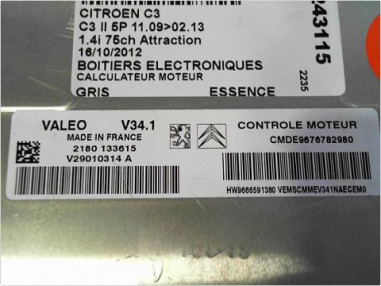 CITROEN C3
C3 II 5P 11.09>02.13
1.4i 75ch Attraction
16/10/2012
BOITIERS ELECTRONIQUES
CALCULATEUR MOTEUR
GRIS ESSENCE
43115
2235
VALEO V34.1
MADE IN FRANCE
2180 133615
V29010314 A
CONTROLE MOTEUR
CMDE9676782980
HW9666591380 VEMSCMMEV341NAECEM0